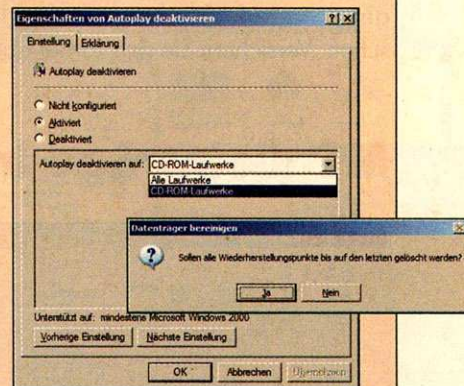 Eigenschaften von Autoplay deaktivieren
Einstellung Erklärung
Autoplay deaktivieren
Nicht konfiguriert
Aktiviert
Deaktiviert
Autoplay deaktivieren auf: CD-ROM-Laufwerke
Alle Laufwerke
CD-ROM-Laufwerke
Datenträger bereinigen
Sollen alle Wiederherstellungspunkte bis auf den letzten gelöscht werden?
Ja Nein
Unterstützt auf: mindestens Microsoft Windows 2000
Vorherige Einstellung Nächste Einstellung
OK Abbrechen Übernehmen